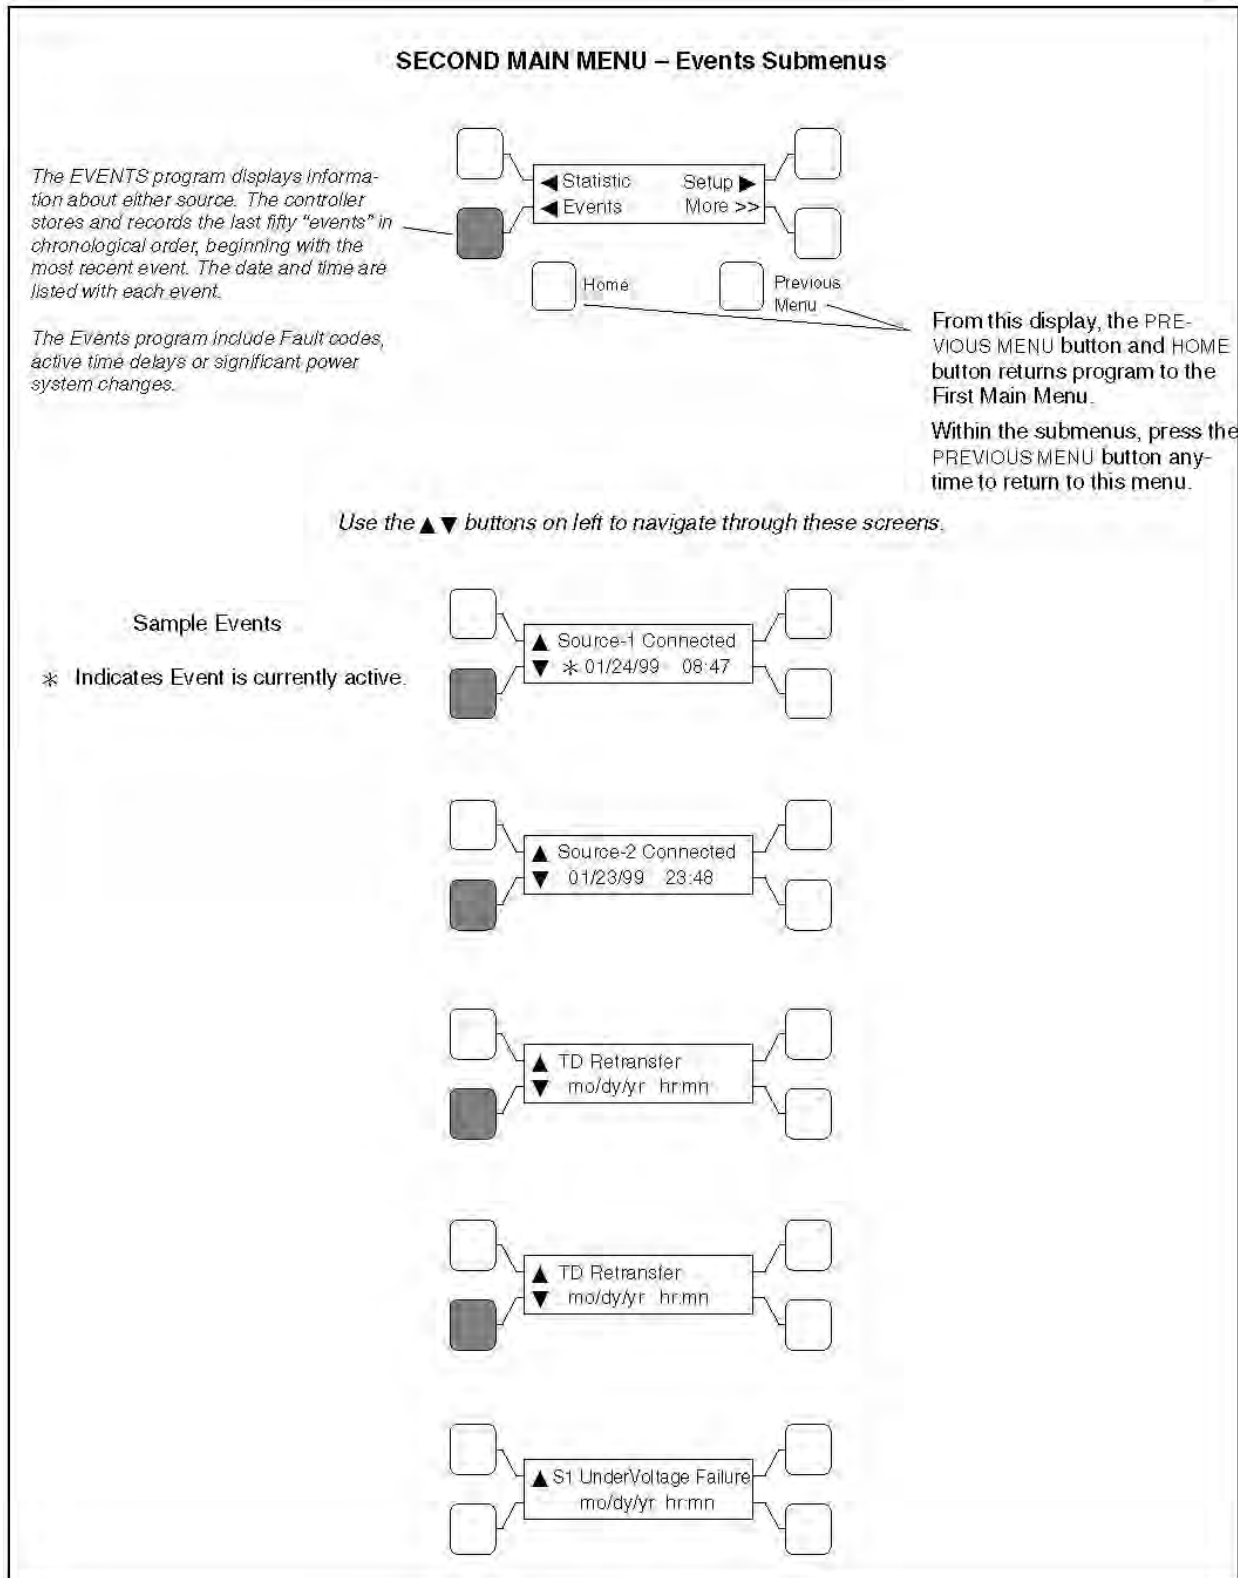 SECOND MAIN MENU – Events Submenus
The EVENTS program displays informa-
tion about either source. The controller
stores and records the last fifty “events” in
chronological order, beginning with the
most recent event. The date and time are
listed with each event.
The Events program include Fault codes,
active time delays or significant power
system changes.
◀ Statistic Setup ▶
◀ Events More >>
Home
Previous
Menu
From this display, the PRE-
VIOUS MENU button and HOME
button returns program to the
First Main Menu.
Within the submenus, press the
PREVIOUS MENU button any-
time to return to this menu.
Use the ▲ ▼ buttons on left to navigate through these screens.
Sample Events
* Indicates Event is currently active.
▲ Source-1 Connected
▼ * 01/24/99 08:47
▲ Source-2 Connected
▼ 01/23/99 23:48
▲ TD Retransfer
▼ mo/dy/yr hr:mn
▲ TD Retransfer
▼ mo/dy/yr hr:mn
▲ S1 UnderVoltage Failure
mo/dy/yr hr:mn